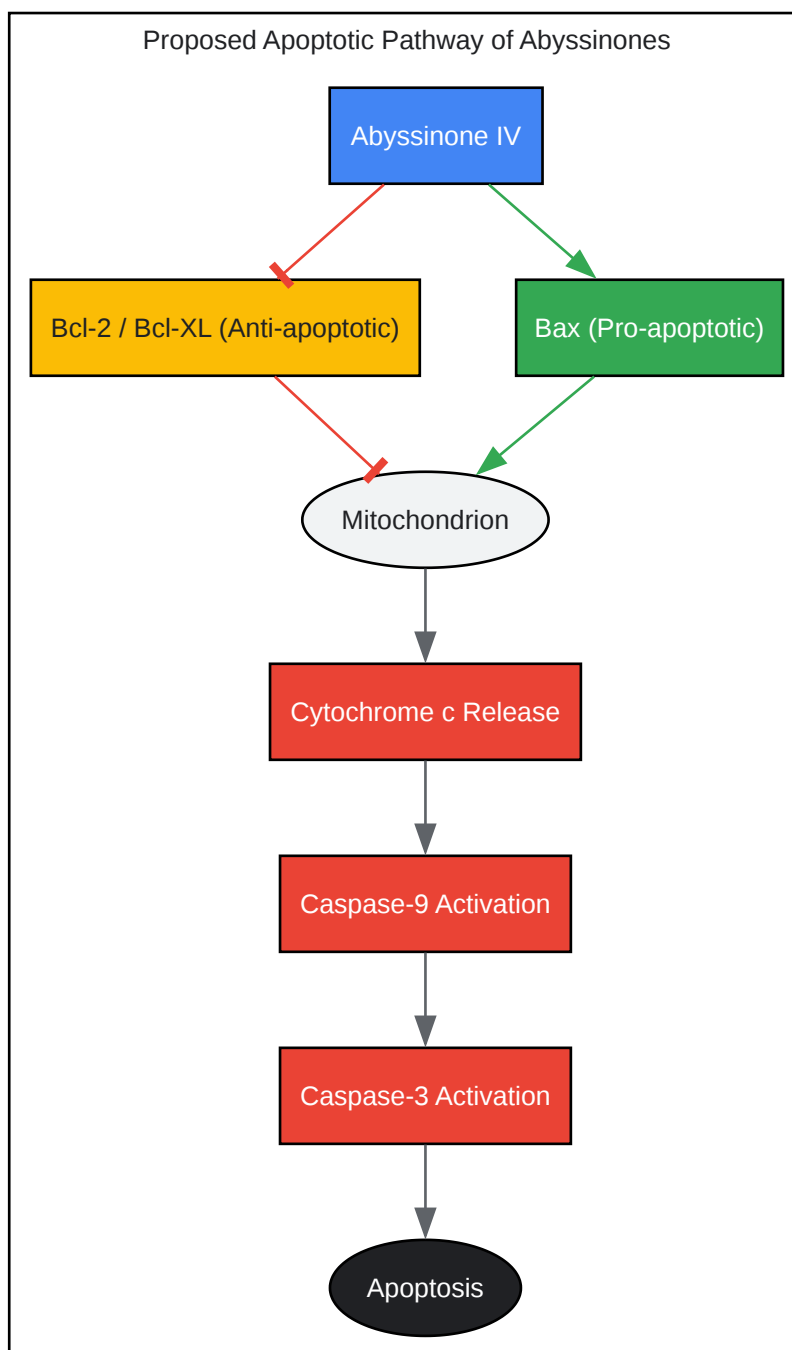 Proposed Apoptotic Pathway of Abyssinones
Abyssinone IV
Bcl-2 / Bcl-XL (Anti-apoptotic)
Bax (Pro-apoptotic)
Mitochondrion
Cytochrome c Release
Caspase-9 Activation
Caspase-3 Activation
Apoptosis